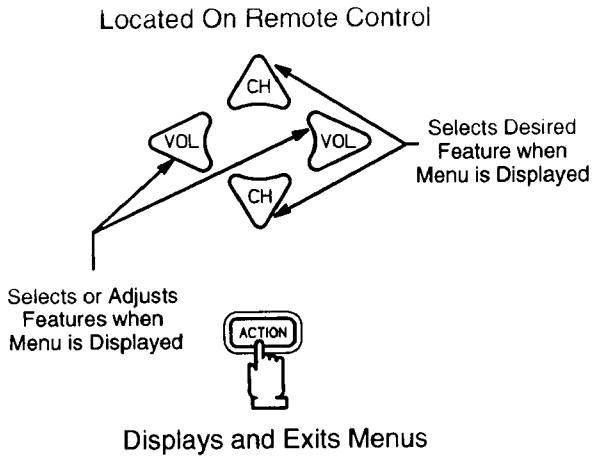 Located On Remote Control
CH
VOL
VOL
CH
Selects Desired
Feature when
Menu is Displayed
Selects or Adjusts
Features when
Menu is Displayed
ACTION
Displays and Exits Menus